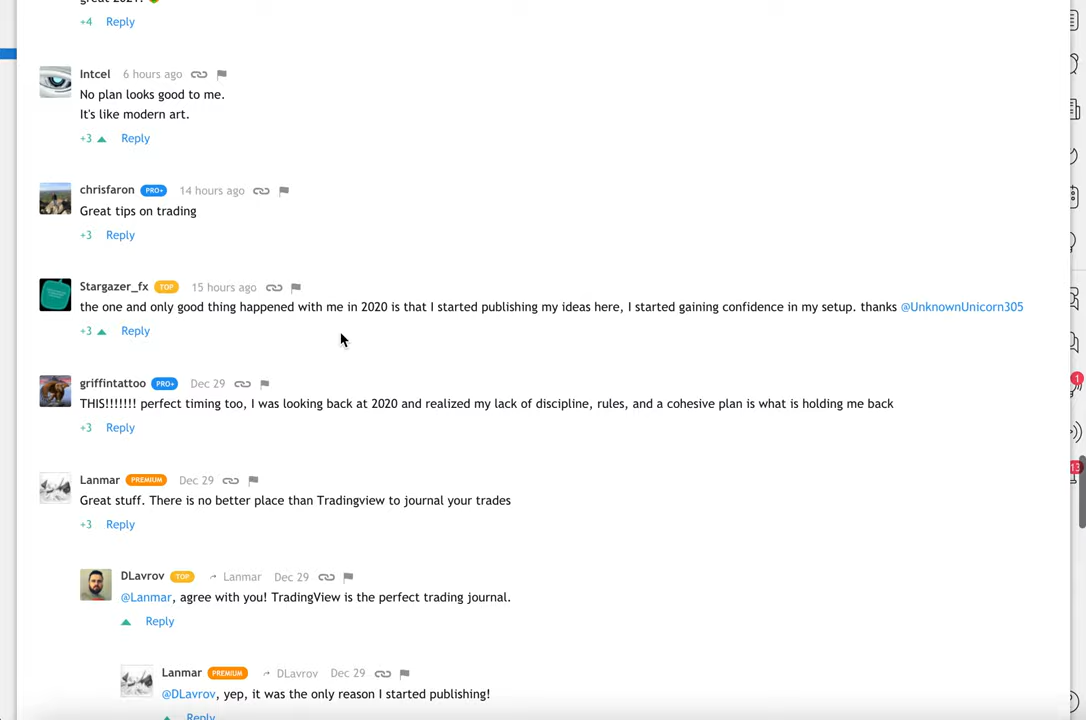 +4 Reply
Intcel 6 hours ago
No plan looks good to me.
It's like modern art.
+3 Reply
chrisfaron PRO+ 14 hours ago
Great tips on trading
+3 Reply
Stargazer_fx TOP 15 hours ago
the one and only good thing happened with me in 2020 is that I started publishing my ideas here, I started gaining confidence in my setup. thanks @UnknownUnicorn305
+3 Reply
griffintattoo PRO+ Dec 29
THIS!!!!!!! perfect timing too, I was looking back at 2020 and realized my lack of discipline, rules, and a cohesive plan is what is holding me back
+3 Reply
Lanmar PREMIUM Dec 29
Great stuff. There is no better place than Tradingview to journal your trades
+3 Reply
DLavrov TOP Lanmar Dec 29
@Lanmar, agree with you! TradingView is the perfect trading journal.
Reply
Lanmar PREMIUM DLavrov Dec 29
@DLavrov, yep, it was the only reason I started publishing!
Reply
1
13